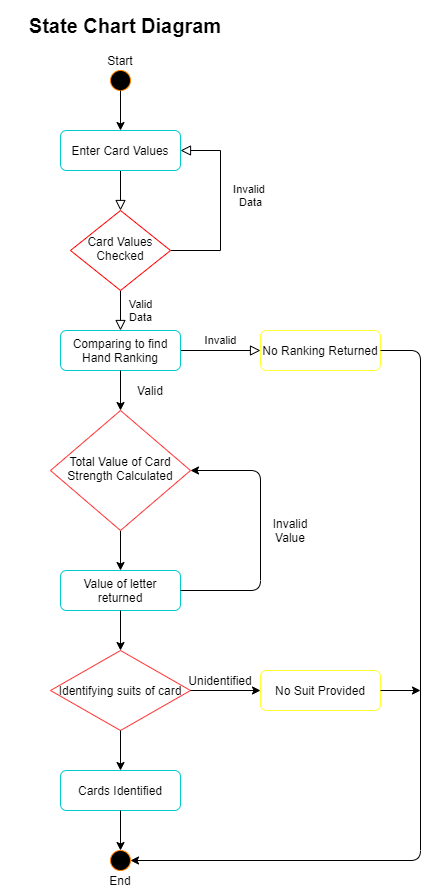 State Chart Diagram
Start
Enter Card Values
Invalid
Data
Card Values
Checked
Valid
Data
Comparing to find
Hand Ranking
Invalid
No Ranking Returned
Valid
Total Value of Card
Strength Calculated
Invalid
Value
Value of letter
returned
Identifying suits of card
Unidentified
No Suit Provided
Cards Identified
End